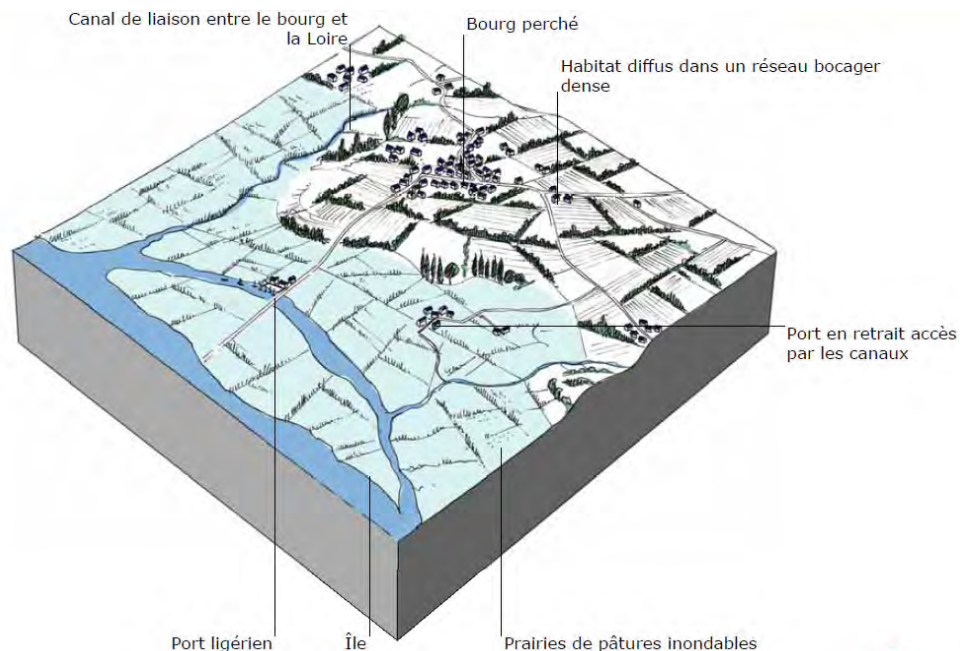 Canal de liaison entre le bourg et
la Loire
Bourg perché
Habitat diffus dans un réseau bocager
dense
Port en retrait accès
par les canaux
Port ligérien
Île
Prairies de pâtures inondables